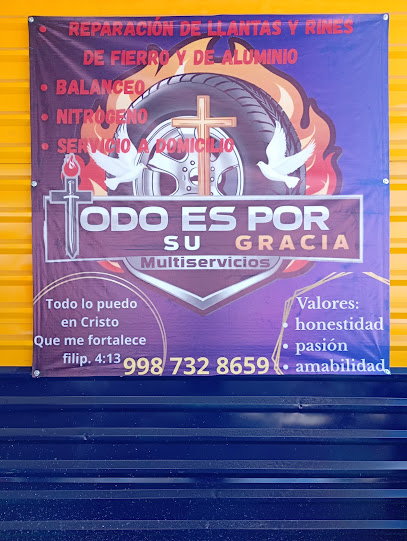 • REPARACIÓN DE LLANTAS Y RINES
DE FIERRO Y DE ALUMINIO
• BALANCEO
• NITRÓGENO
• SERVICIO A DOMICILIO
TODO ES POR
SU GRACIA
Multiservicios
Todo lo puedo
en Cristo
Que me fortalece
filip. 4:13
998 732 8659
Valores:
• honestidad
• pasión
• amabilidad